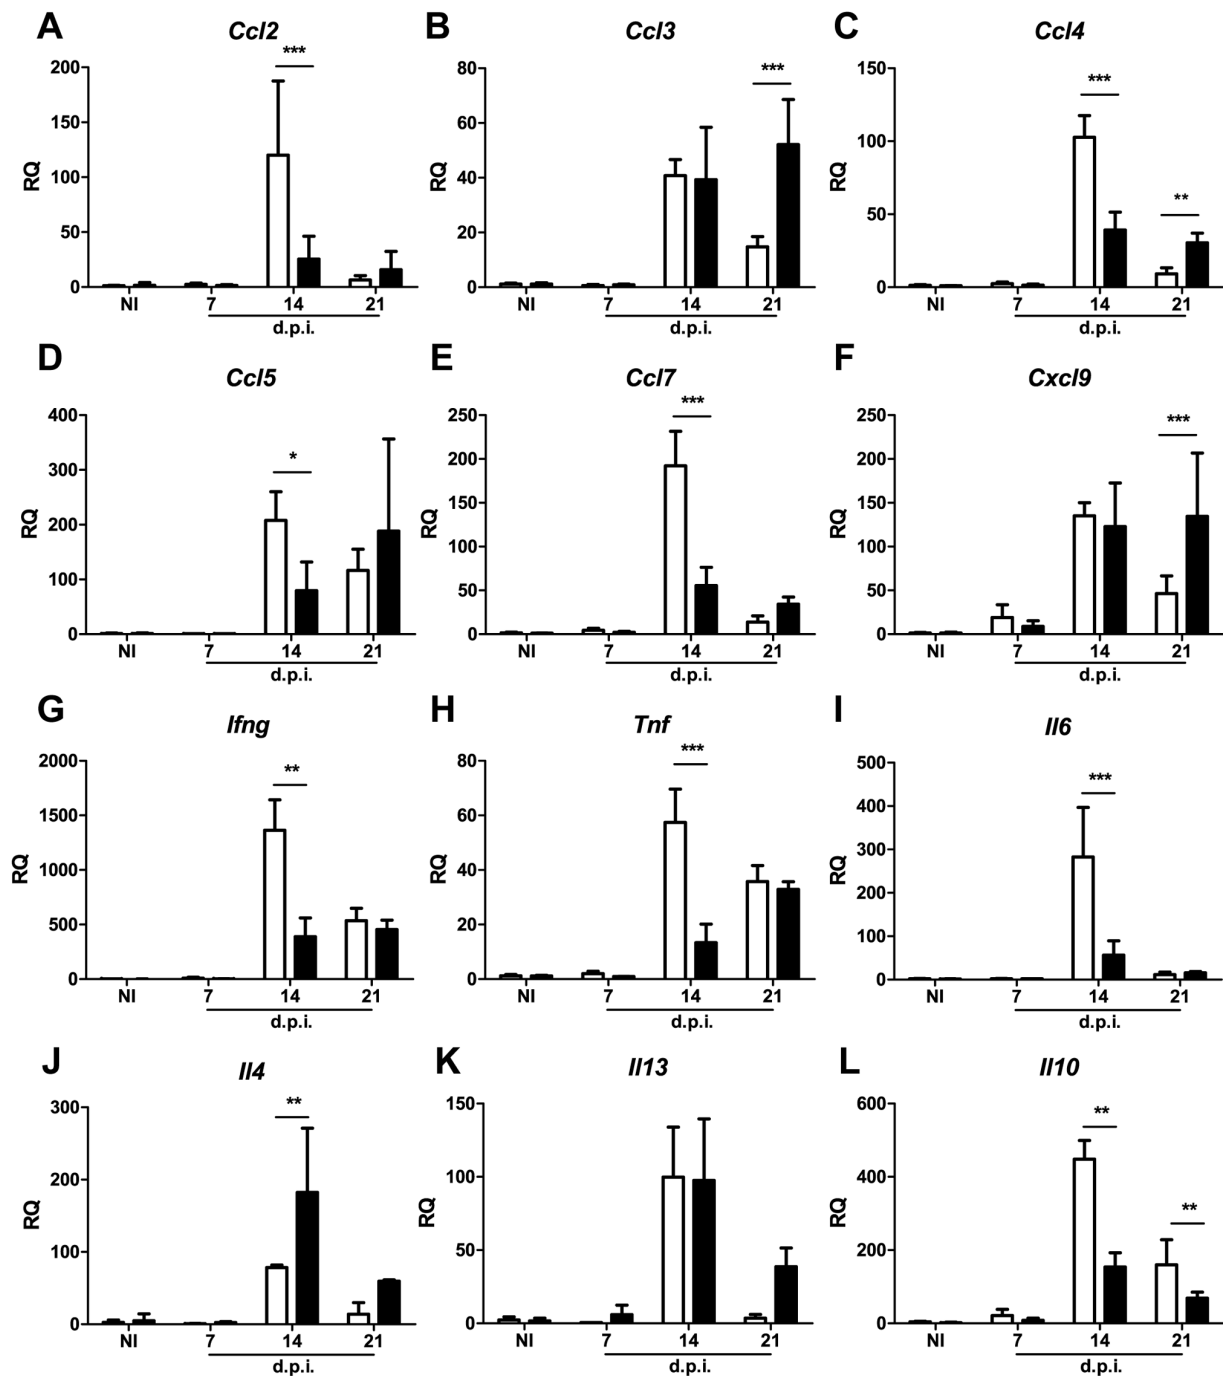 A Ccl2
200
150
100
50
0
RQ
***
NI 7 14 21
d.p.i.
B Ccl3
80
60
40
20
0
RQ
***
NI 7 14 21
d.p.i.
C Ccl4
150
100
50
0
RQ
***
**
NI 7 14 21
d.p.i.
D Ccl5
400
300
200
100
0
RQ
*
NI 7 14 21
d.p.i.
E Ccl7
250
200
150
100
50
0
RQ
***
NI 7 14 21
d.p.i.
F Cxcl9
250
200
150
100
50
0
RQ
***
NI 7 14 21
d.p.i.
G Ifng
2000
1500
1000
500
0
RQ
**
NI 7 14 21
d.p.i.
H Tnf
80
60
40
20
0
RQ
***
NI 7 14 21
d.p.i.
I Il6
500
400
300
200
100
0
RQ
***
NI 7 14 21
d.p.i.
J Il4
300
200
100
0
RQ
**
NI 7 14 21
d.p.i.
K Il13
150
100
50
0
RQ
NI 7 14 21
d.p.i.
L Il10
600
400
200
0
RQ
**
**
NI 7 14 21
d.p.i.